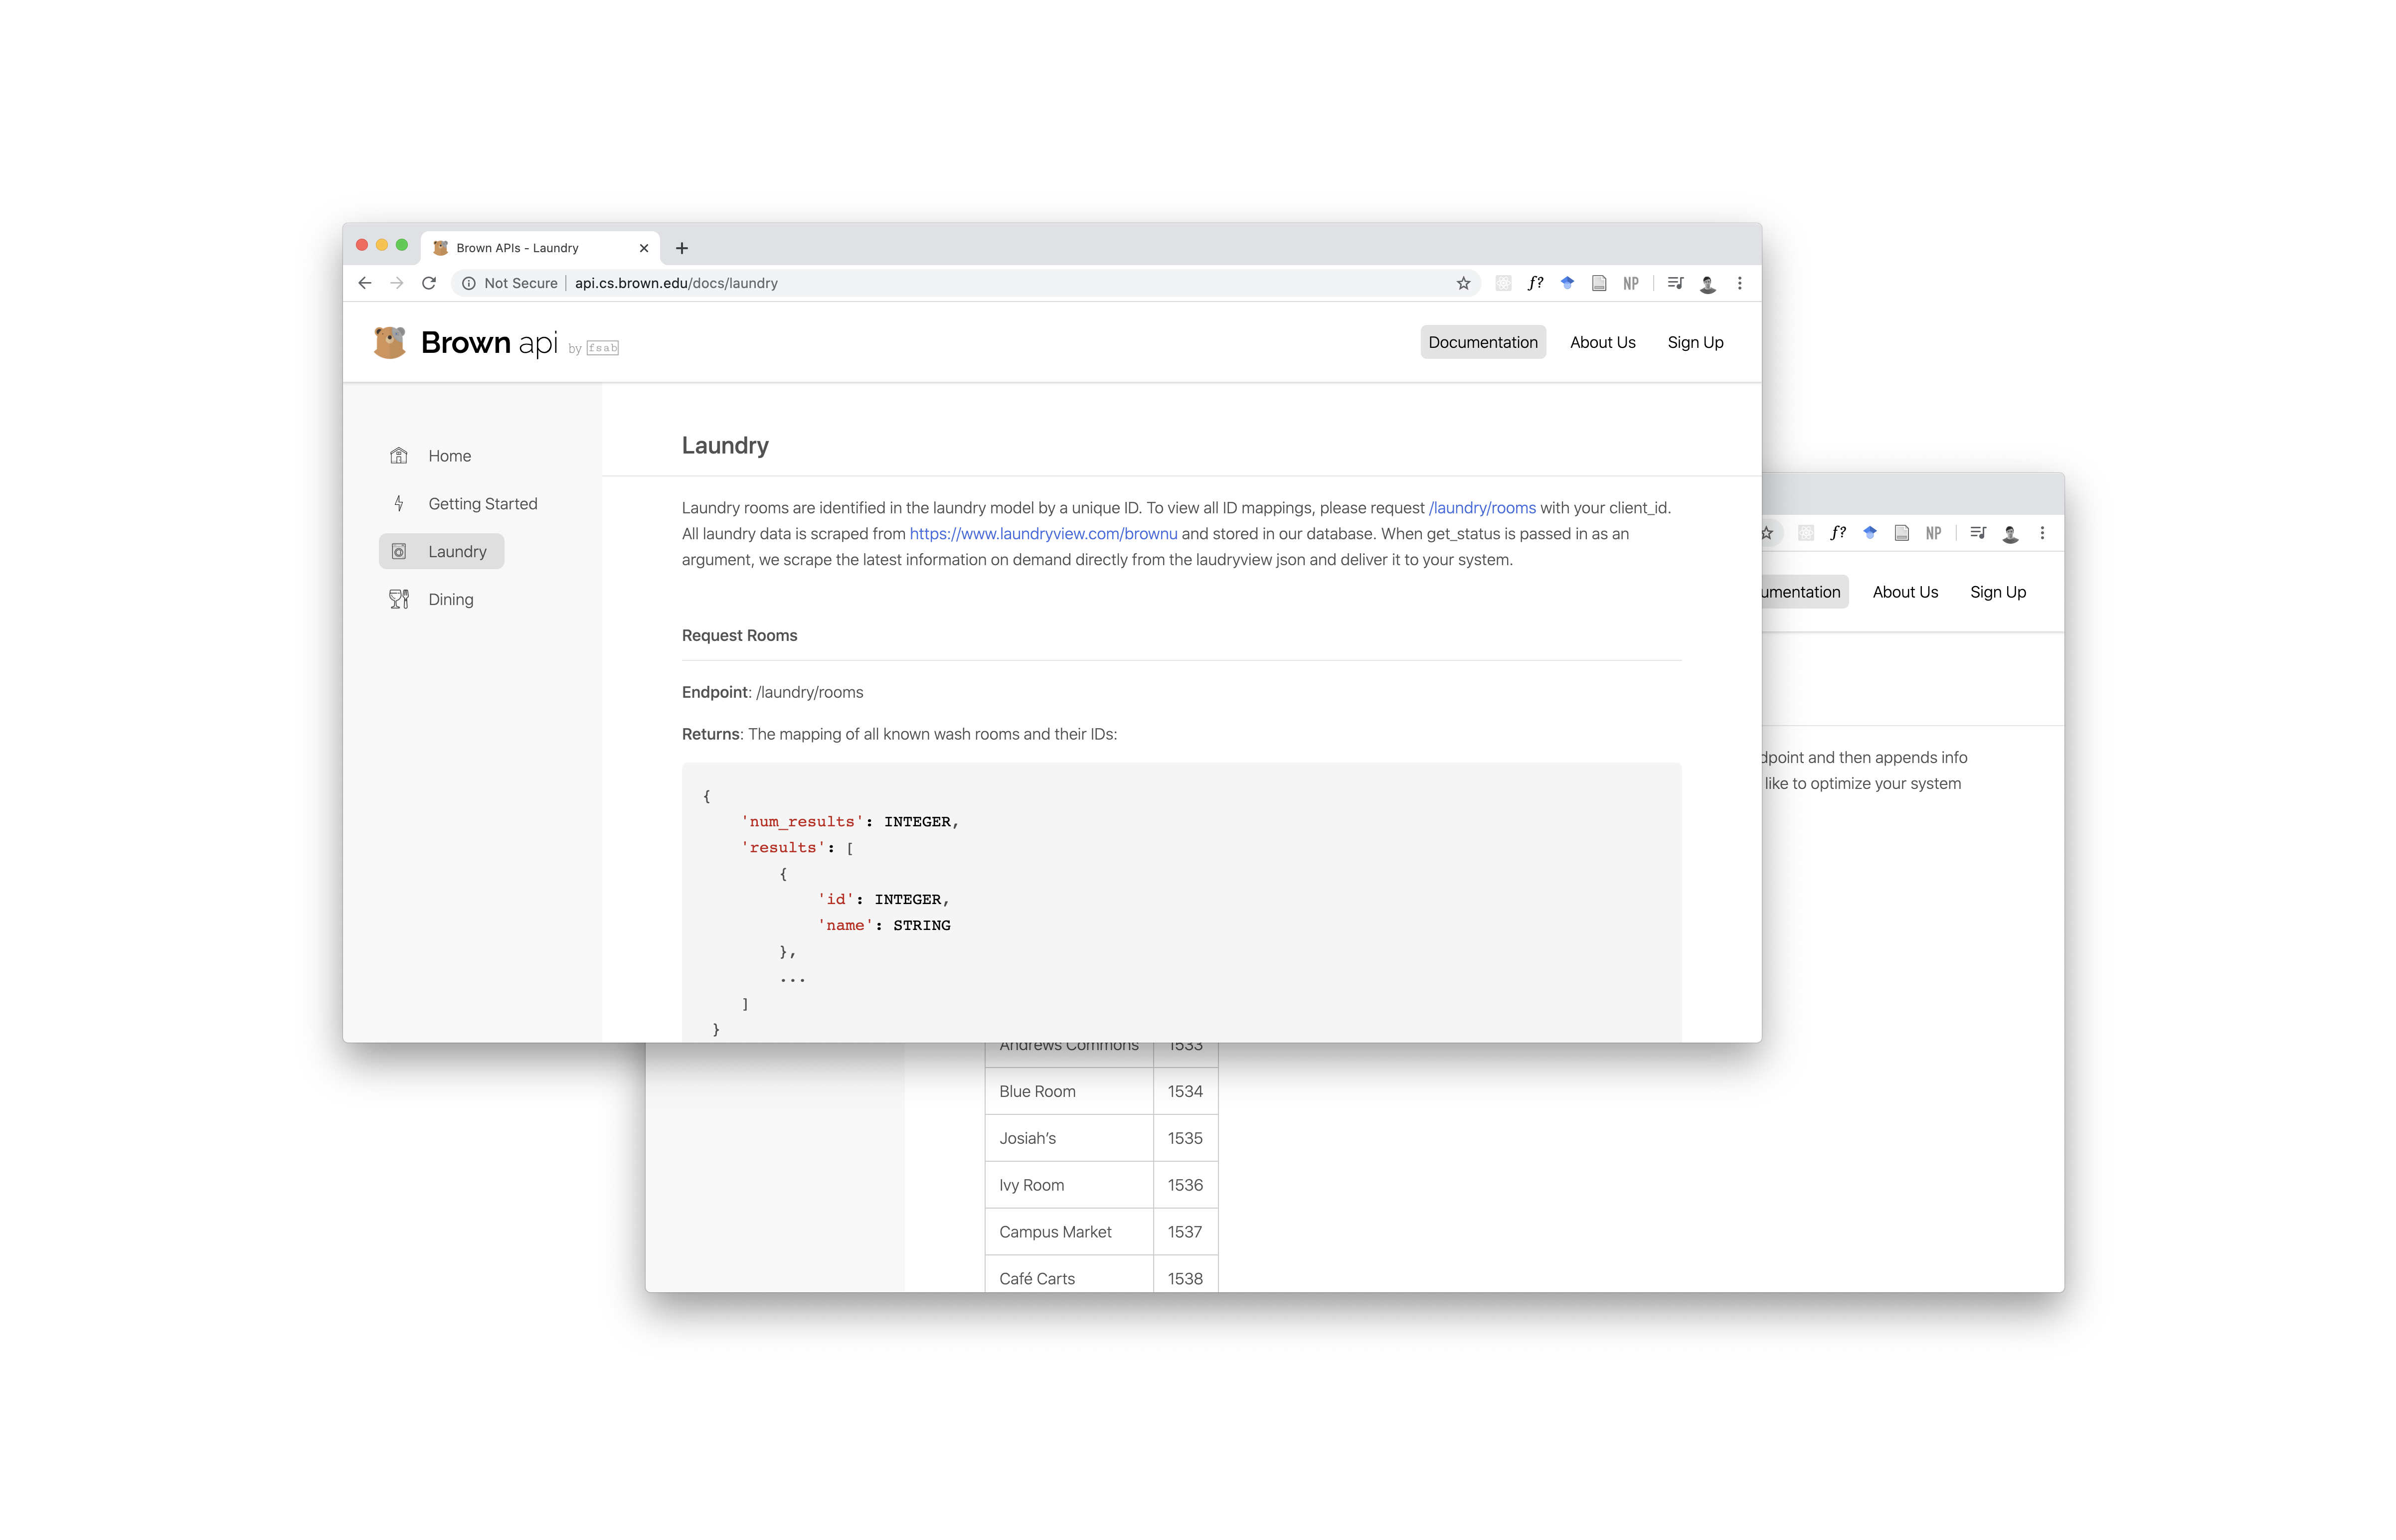 Brown APIs - Laundry
Not Secure | api.cs.brown.edu/docs/laundry
f? NP
Brown api by fsab
Documentation About Us Sign Up
Home
Getting Started
Laundry
Dining
Laundry
Laundry rooms are identified in the laundry model by a unique ID. To view all ID mappings, please request /laundry/rooms with your client_id.
All laundry data is scraped from https://www.laundryview.com/brownu and stored in our database. When get_status is passed in as an
argument, we scrape the latest information on demand directly from the laudryview json and deliver it to your system.
Request Rooms
Endpoint: /laundry/rooms
Returns: The mapping of all known wash rooms and their IDs:
{
'num_results': INTEGER,
'results': [
{
'id': INTEGER,
'name': STRING
},
...
]
}
f? NP
umentation About Us Sign Up
dpoint and then appends info
like to optimize your system
Andrews Commons 1533
Blue Room 1534
Josiah’s 1535
Ivy Room 1536
Campus Market 1537
Café Carts 1538